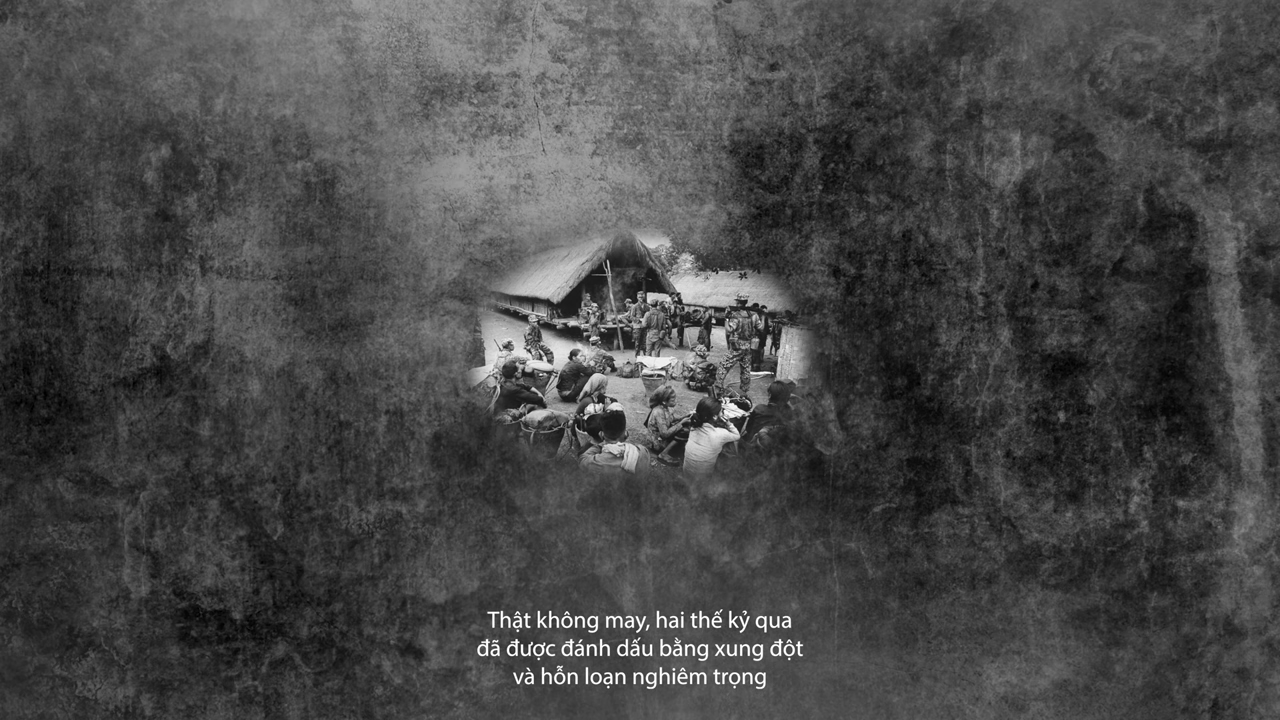 Thật không may, hai thế kỷ qua
đã được đánh dấu bằng xung đột
và hỗn loạn nghiêm trọng